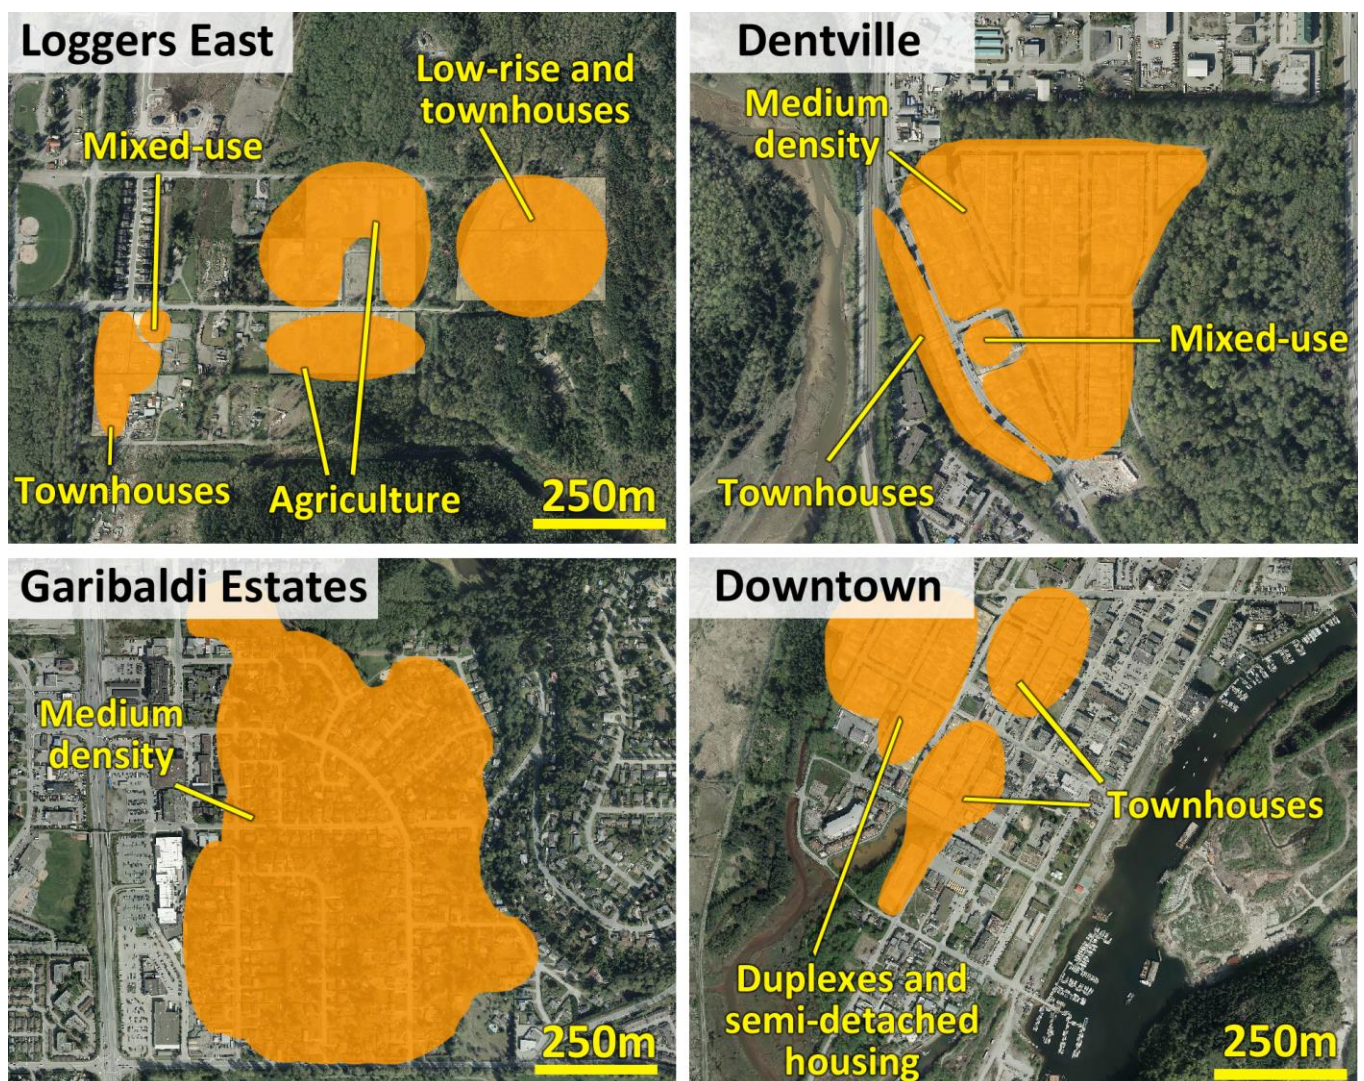 Loggers East
Low-rise and
townhouses
Mixed-use
Townhouses
Agriculture
250m
Dentville
Medium
density
Mixed-use
Townhouses
Garibaldi Estates
Medium
density
250m
Downtown
Townhouses
Duplexes and
semi-detached
housing
250m